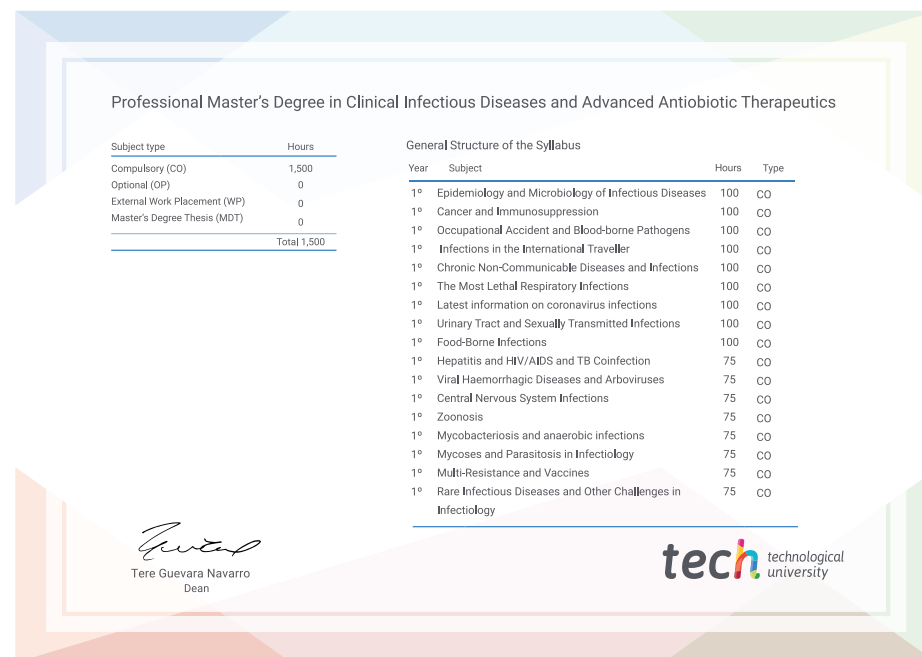 Professional Master's Degree in Clinical Infectious Diseases and Advanced Antiobiotic Therapeutics
Subject type Hours
Compulsory (CO) 1,500
Optional (OP) 0
External Work Placement (WP) 0
Master's Degree Thesis (MDT) 0
Total 1,500
General Structure of the Syllabus
Year Subject Hours Type
1º Epidemiology and Microbiology of Infectious Diseases 100 CO
1º Cancer and Immunosuppression 100 CO
1º Occupational Accident and Blood-borne Pathogens 100 CO
1º Infections in the International Traveller 100 CO
1º Chronic Non-Communicable Diseases and Infections 100 CO
1º The Most Lethal Respiratory Infections 100 CO
1º Latest information on coronavirus infections 100 CO
1º Urinary Tract and Sexually Transmitted Infections 100 CO
1º Food-Borne Infections 100 CO
1º Hepatitis and HIV/AIDS and TB Coinfection 75 CO
1º Viral Haemorrhagic Diseases and Arboviruses 75 CO
1º Central Nervous System Infections 75 CO
1º Zoonosis 75 CO
1º Mycobacteriosis and anaerobic infections 75 CO
1º Mycoses and Parasitosis in Infectiology 75 CO
1º Multi-Resistance and Vaccines 75 CO
1º Rare Infectious Diseases and Other Challenges in 75 CO
Infectiology
Tere Guevara Navarro
Dean
tech technological
university